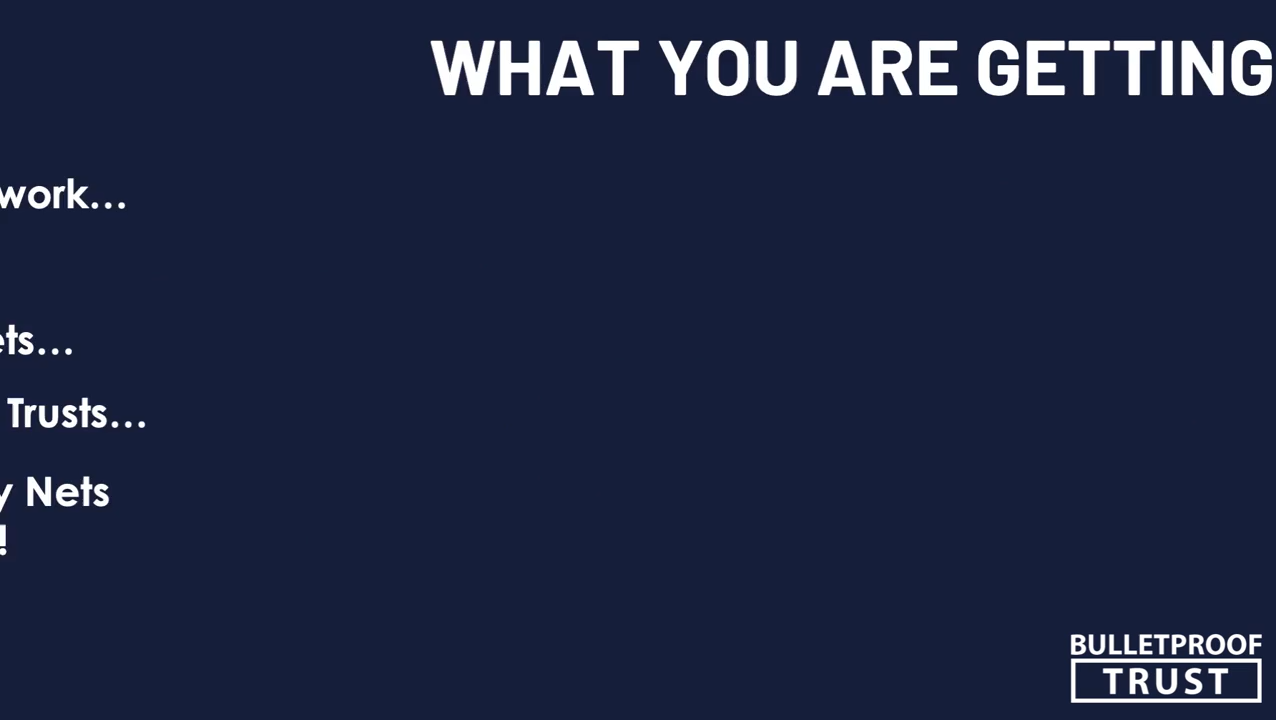 WHAT YOU ARE GETTING
work...
ets...
Trusts...
y Nets
!
BULLETPROOF
TRUST